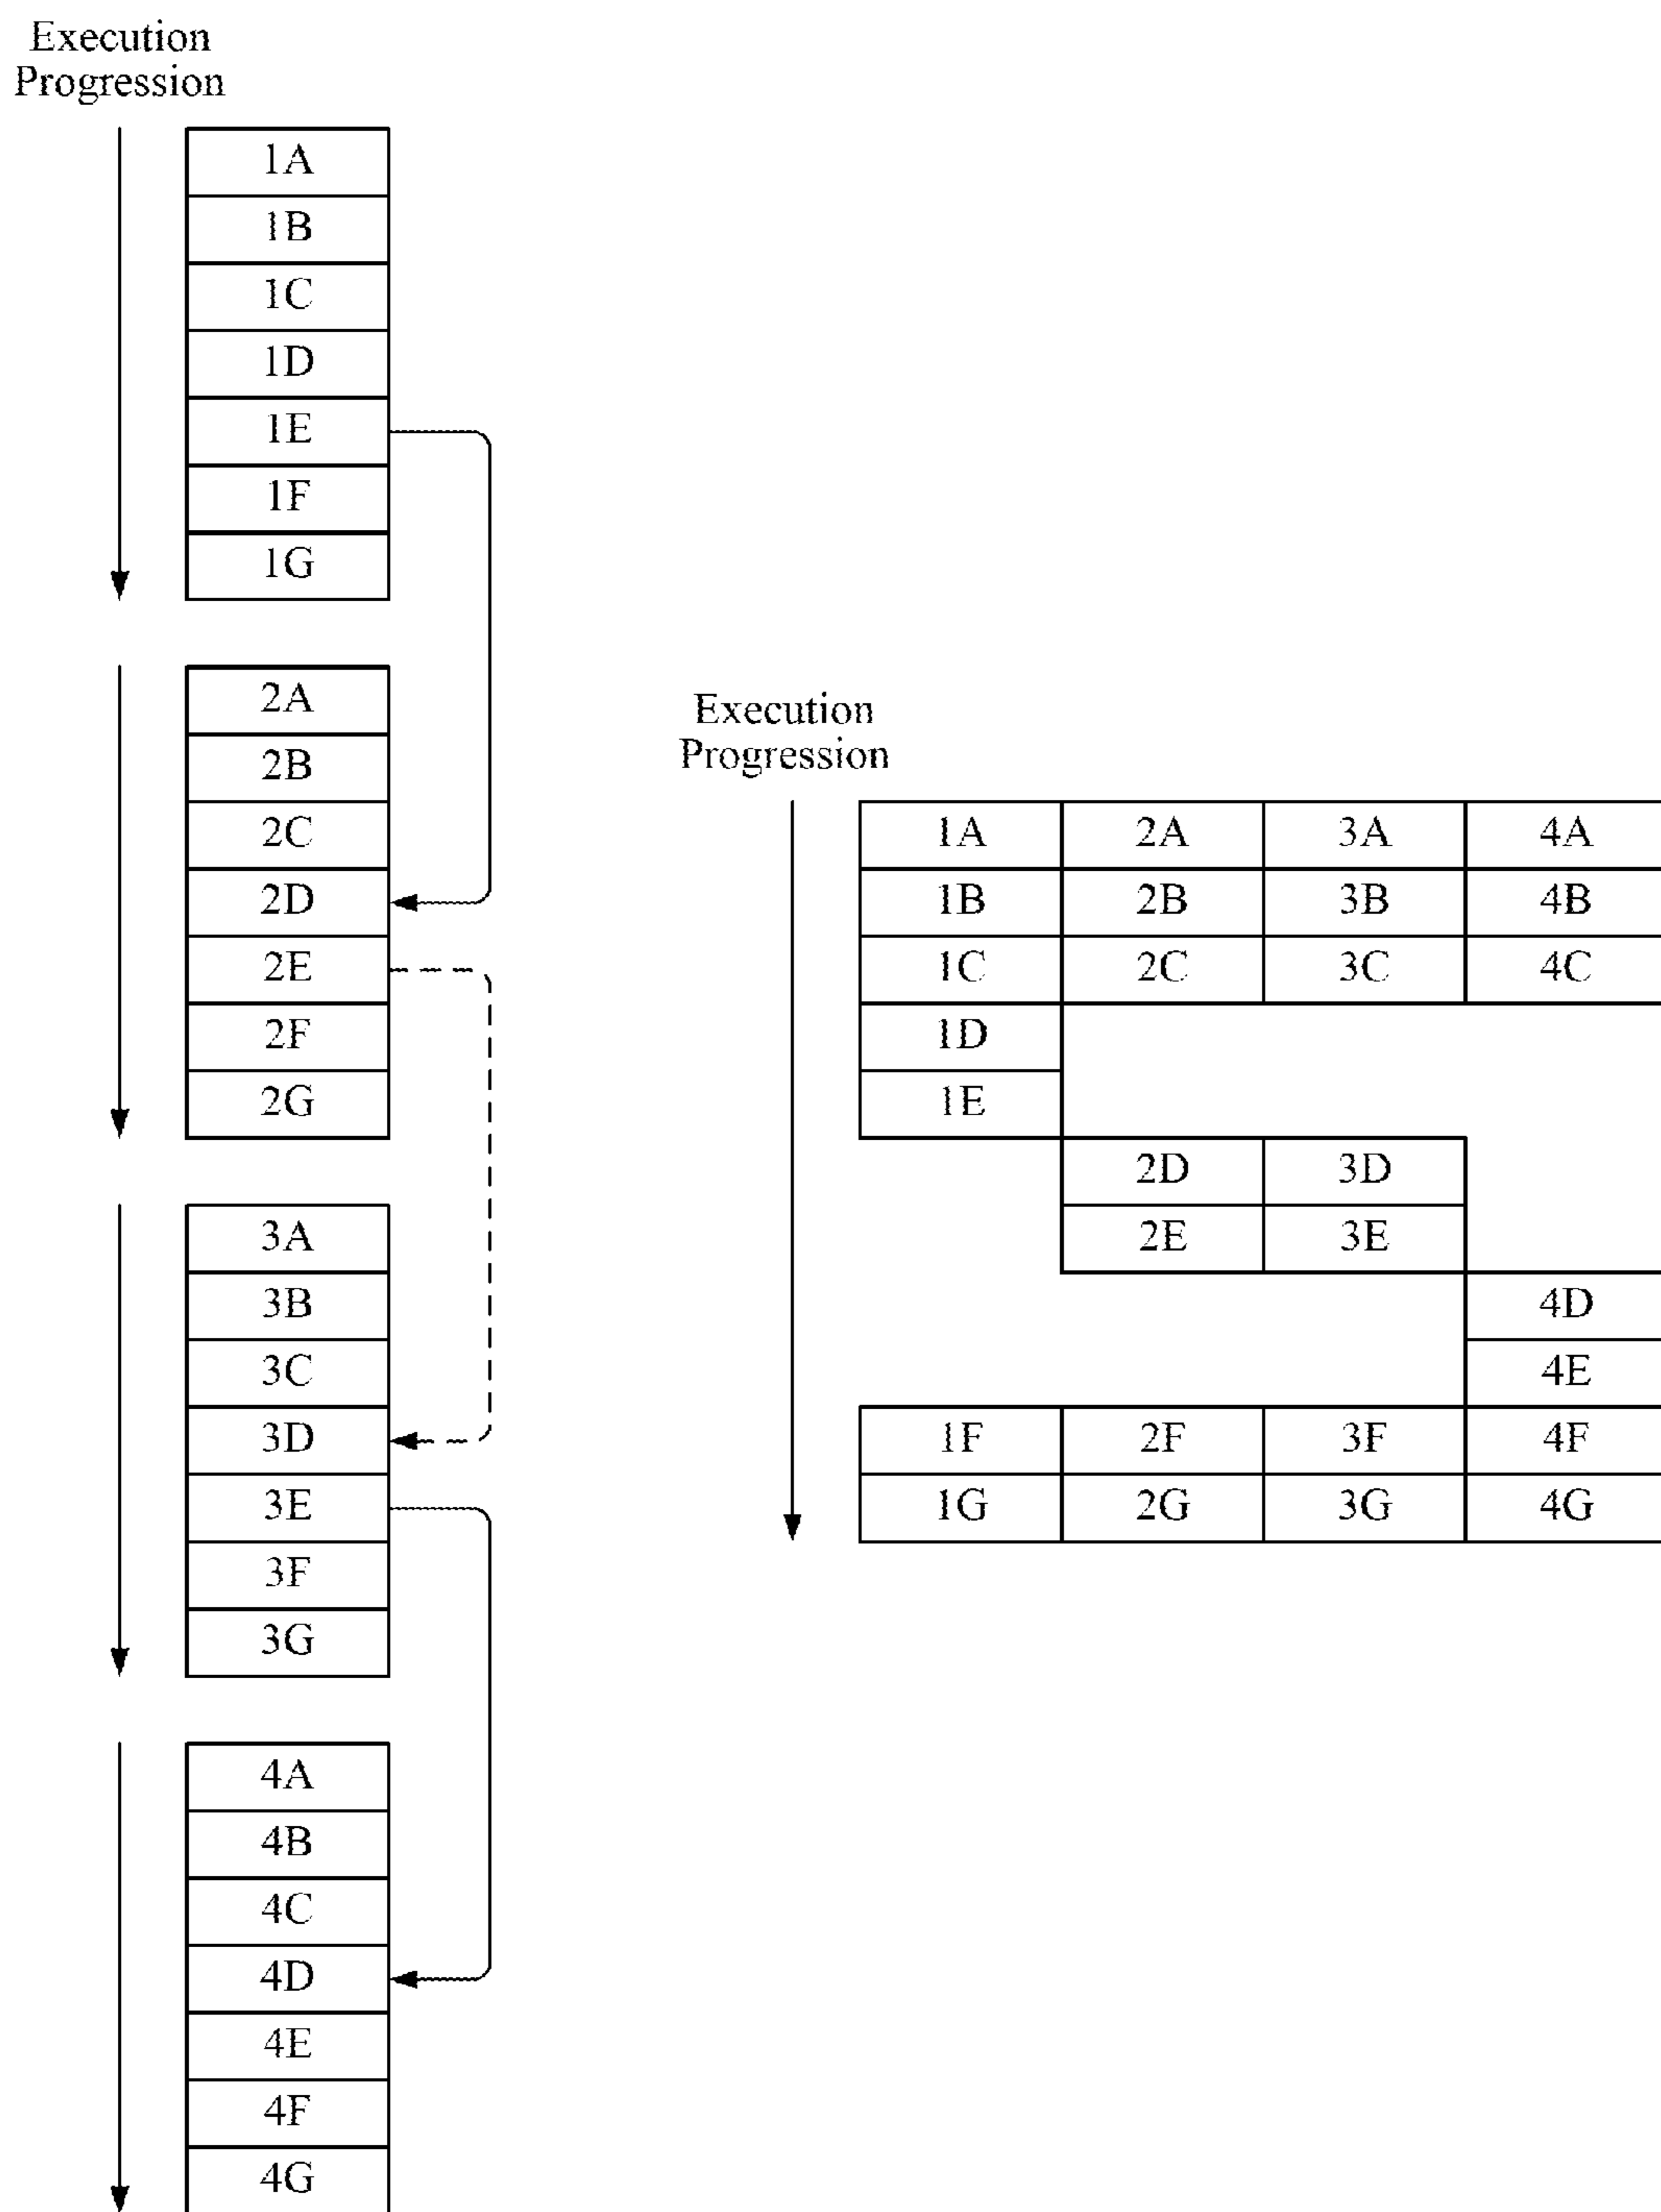 Execution
Progression
1A
1B
1C
1D
1E
1F
1G
2A
2B
2C
2D
2E
2F
2G
3A
3B
3C
3D
3E
3F
3G
4A
4B
4C
4D
4E
4F
4G
Execution
Progression
1A 2A 3A 4A
1B 2B 3B 4B
1C 2C 3C 4C
1D
1E
2D 3D
2E 3E
4D
4E
1F 2F 3F 4F
1G 2G 3G 4G